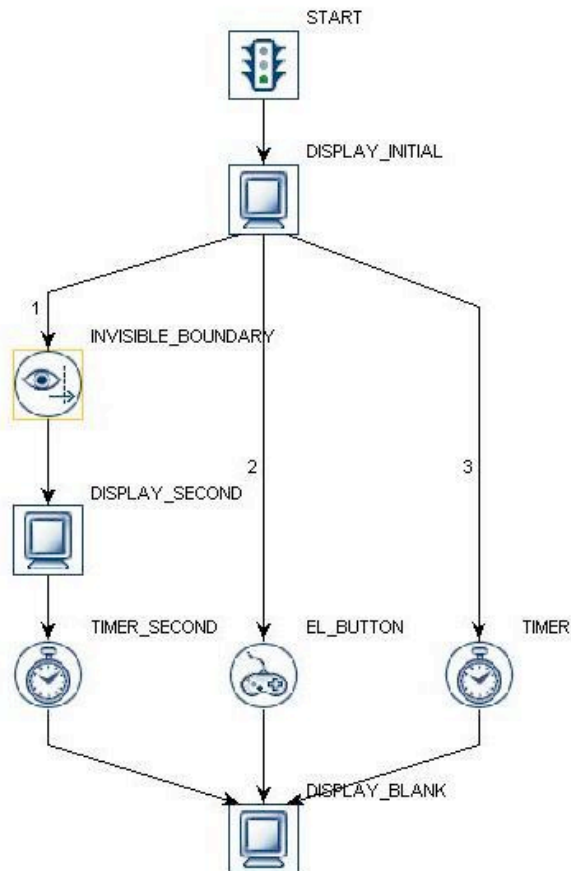 START
DISPLAY_INITIAL
1
INVISIBLE_BOUNDARY
2
3
DISPLAY_SECOND
TIMER_SECOND
EL_BUTTON
TIMER
DISPLAY_BLANK